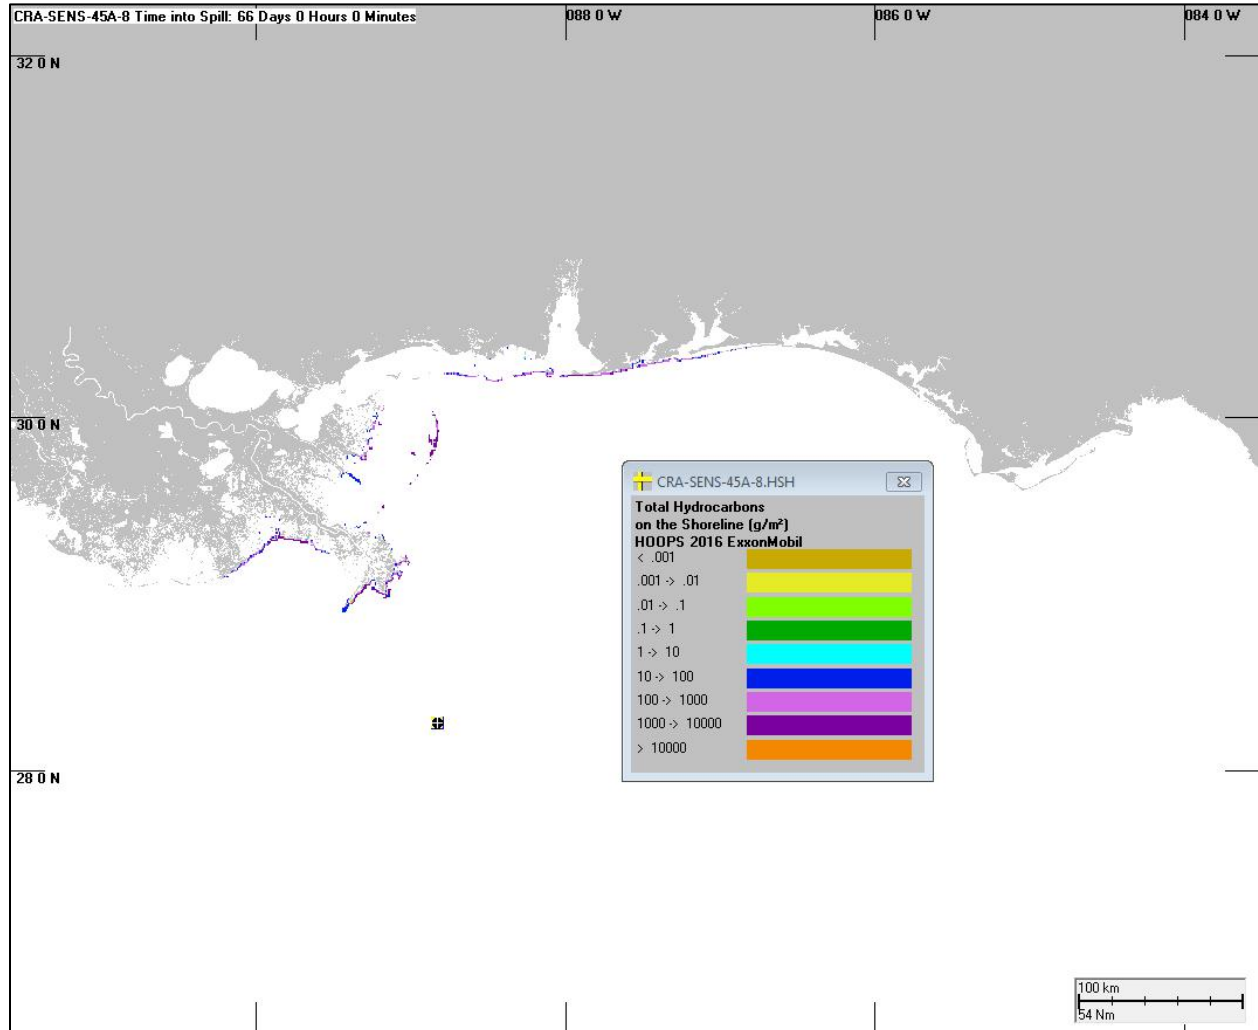 CRA-SENS-45A-8 Time into Spill: 66 Days 0 Hours 0 Minutes
088 0 W
086 0 W
084 0 W
32 0 N
30 0 N
CRA-SENS-45A-8.HSH
Total Hydrocarbons
on the Shoreline (g/m²)
HOOPS 2016 ExxonMobil
< .001
.001 -> .01
.01 -> .1
.1 -> 1
1 -> 10
10 -> 100
100 -> 1000
1000 -> 10000
> 10000
28 0 N
100 km
54 Nm